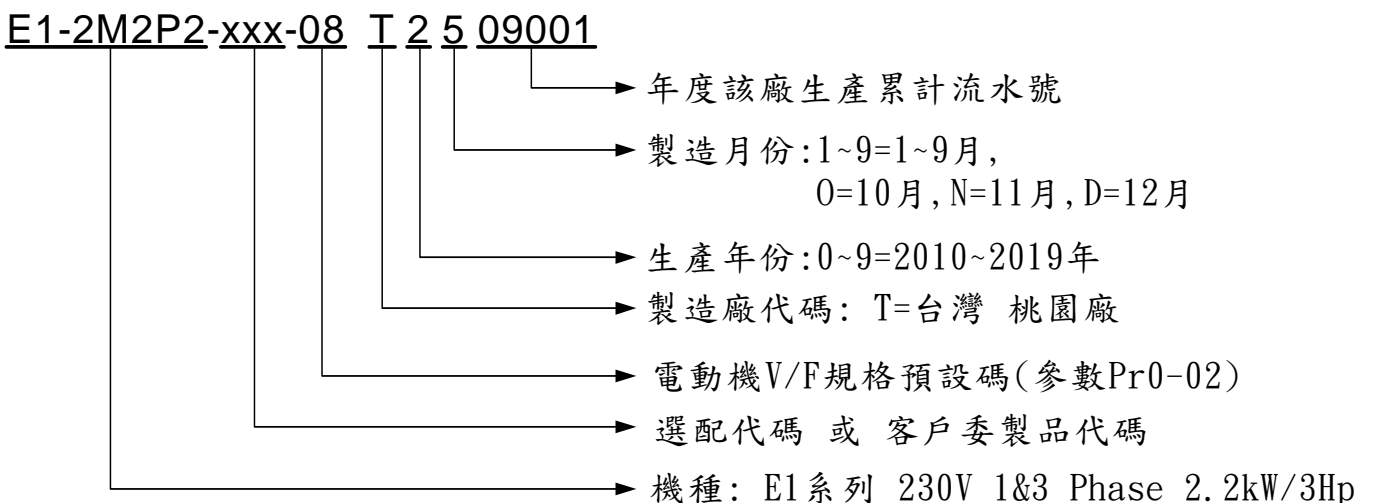 E1-2M2P2-xxx-08 T 2 5 09001
年度該廠生產累計流水號
製造月份:1~9=1~9月,
O=10月,N=11月,D=12月
生產年份:0~9=2010~2019年
製造廠代碼: T=台灣 桃園廠
電動機V/F規格預設碼(參數Pr0-02)
選配代碼 或 客戶委製品代碼
機種: E1系列 230V 1&3 Phase 2.2kW/3Hp